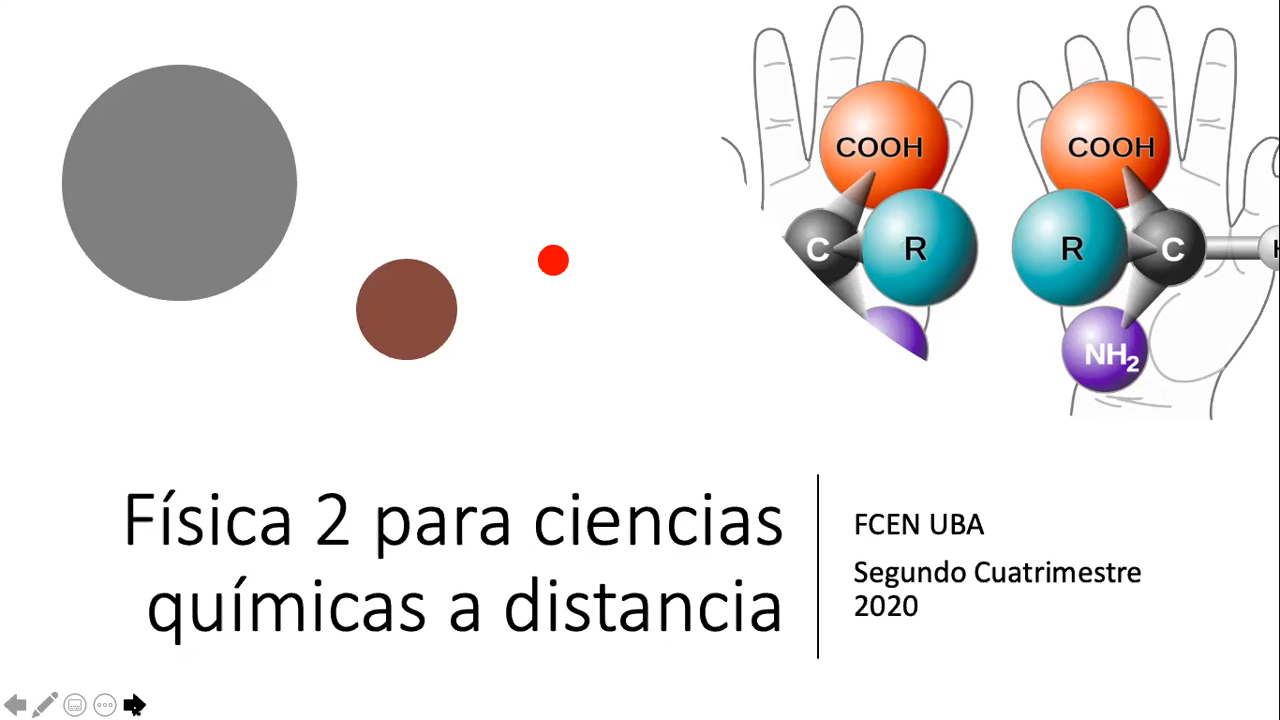 COOH
COOH
C
R
R
C
H
NH2
Física 2 para ciencias
químicas a distancia
FCEN UBA
Segundo Cuatrimestre
2020